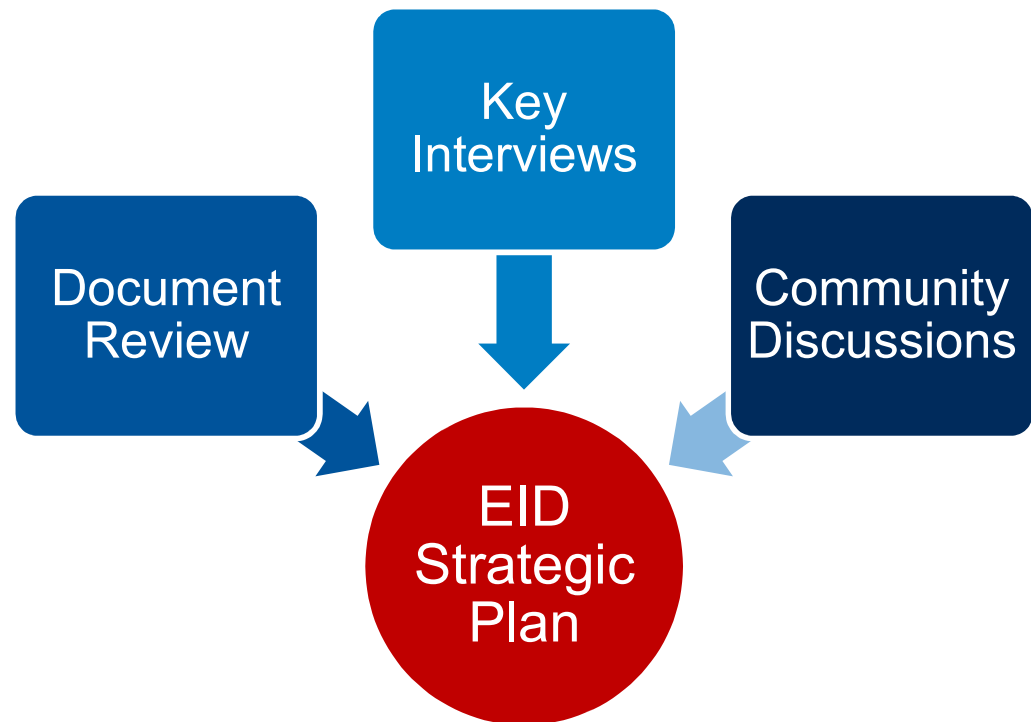 Key
Interviews
Document
Review
Community
Discussions
EID
Strategic
Plan